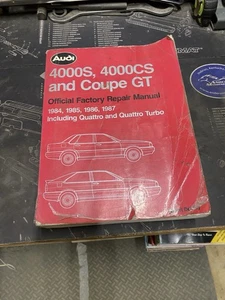 Audi
4000S, 4000CS
and Coupe GT
Official Factory Repair Manual
1984, 1985, 1986, 1987
Including Quattro and Quattro Turbo